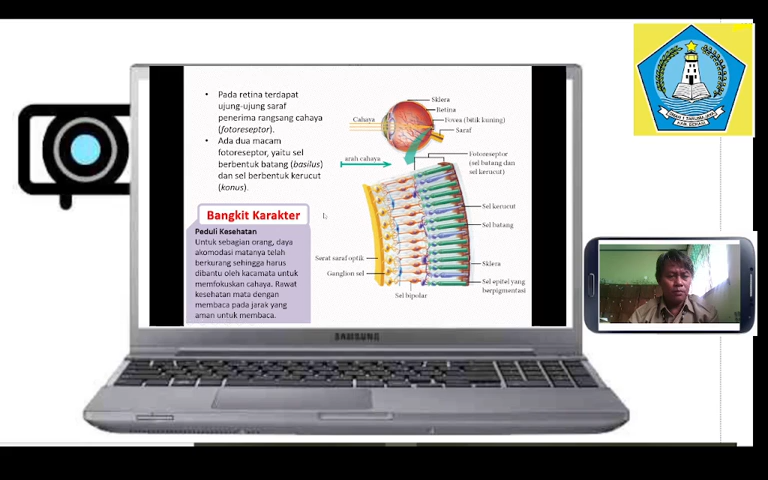 • Pada retina terdapat
ujung-ujung saraf
penerima rangsang cahaya
(fotoreseptor).
• Ada dua macam
fotoreseptor, yaitu sel
berbentuk batang (basilus)
dan sel berbentuk kerucut
(konus).
Bangkit Karakter
Peduli Kesehatan
Untuk sebagian orang, daya
akomodasi matanya telah
berkurang sehingga harus
dibantu oleh kacamata untuk
memfokuskan cahaya. Rawat
kesehatan mata dengan
membaca pada jarak yang
aman untuk membaca.
Sklera
Retina
Cahaya
Fovea (bitik kuning)
Saraf
arah cahaya
Fotoreseptor
(sel batang dan
sel kerucut)
Sel kerucut
Sel batang
Serat saraf optik
Sklera
Ganglion sel
Sel epitel yang
berpigmentasi
Sel bipolar
SAMSUNG